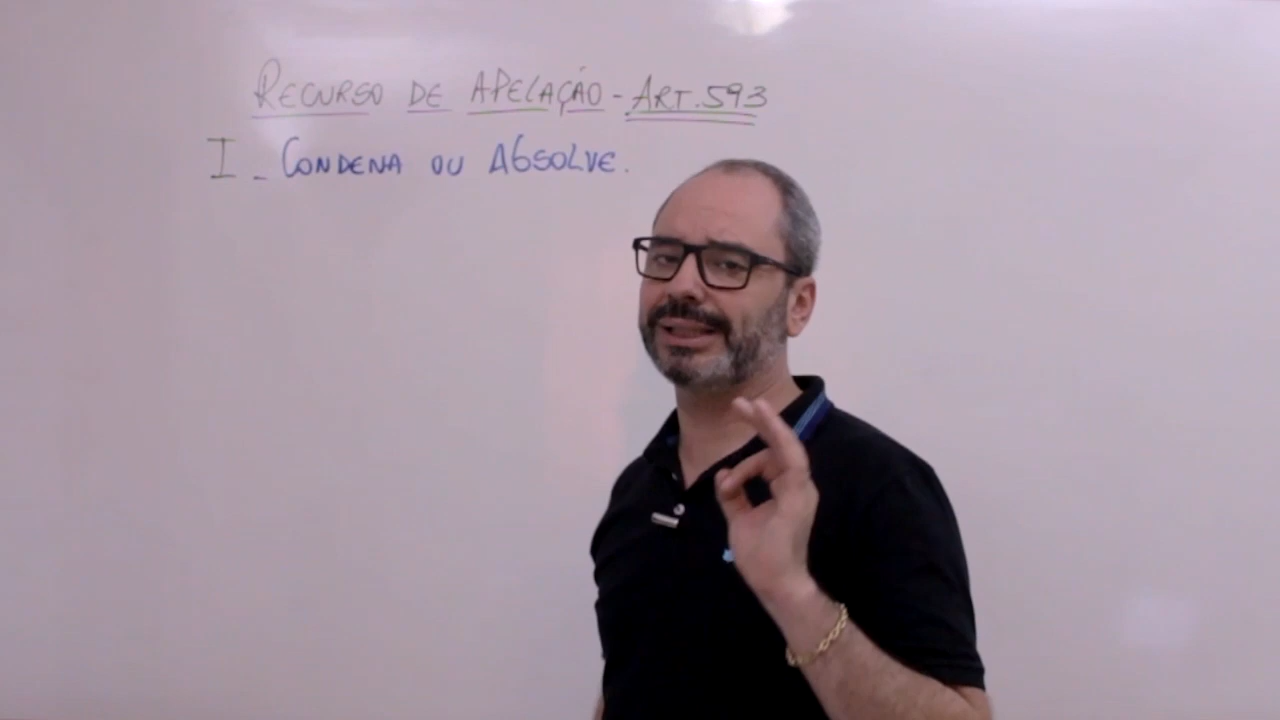 RECURSO DE APELAÇÃO - ART. 593
I - CONDENA OU ABSOLVE.